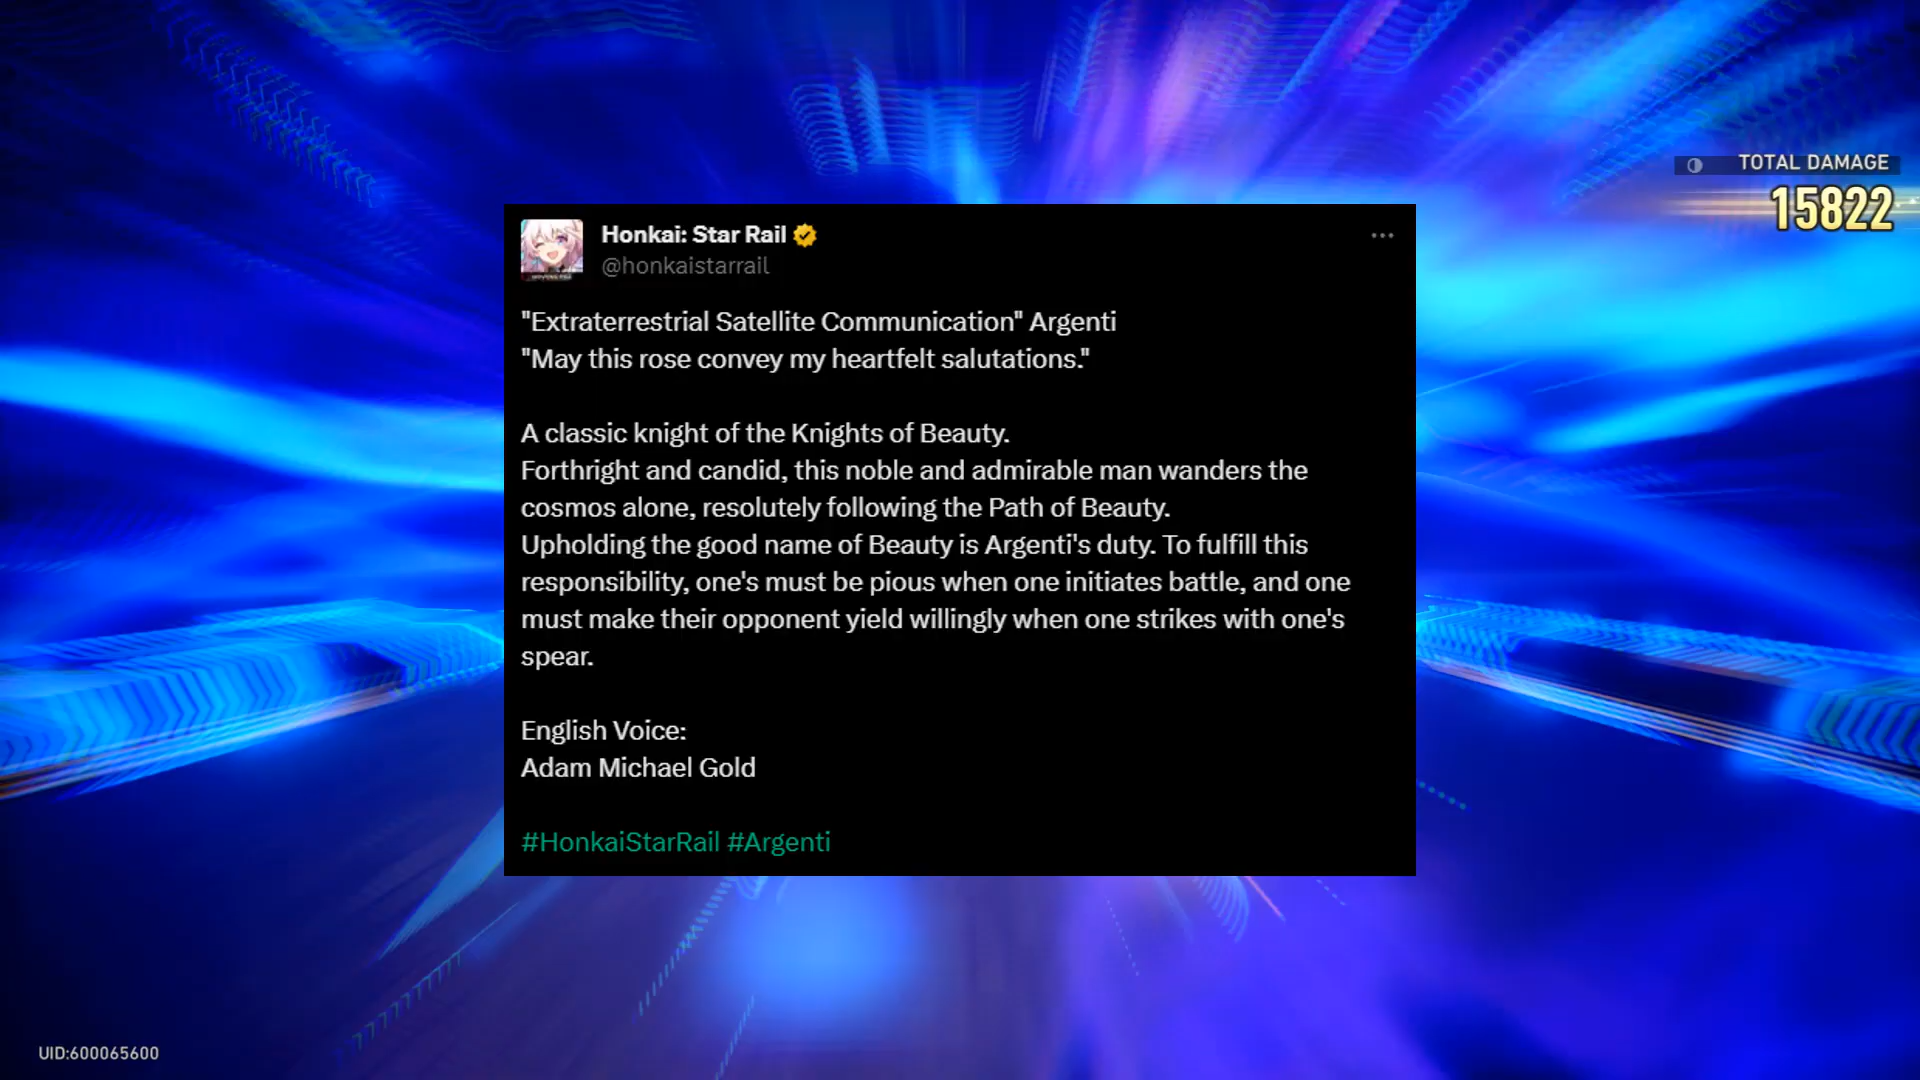 TOTAL DAMAGE
15822
Honkai: Star Rail
@honkaistarrail
"Extraterrestrial Satellite Communication" Argenti
"May this rose convey my heartfelt salutations."
A classic knight of the Knights of Beauty.
Forthright and candid, this noble and admirable man wanders the
cosmos alone, resolutely following the Path of Beauty.
Upholding the good name of Beauty is Argenti's duty. To fulfill this
responsibility, one's must be pious when one initiates battle, and one
must make their opponent yield willingly when one strikes with one's
spear.
English Voice:
Adam Michael Gold
#HonkaiStarRail #Argenti
UID:600065600